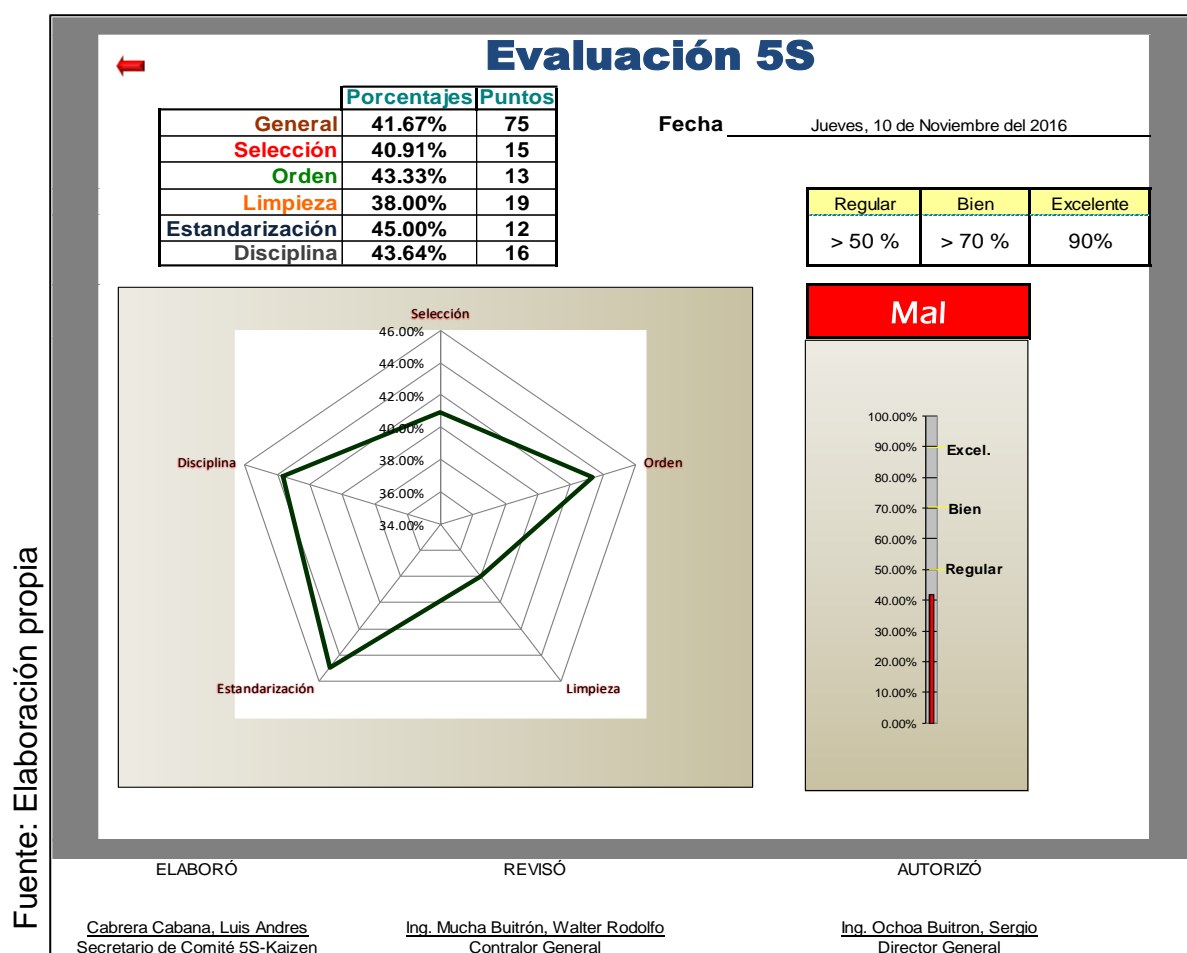 Evaluación 5S
Porcentajes Puntos
General 41.67% 75
Selección 40.91% 15
Orden 43.33% 13
Limpieza 38.00% 19
Estandarización 45.00% 12
Disciplina 43.64% 16
Fecha Jueves, 10 de Noviembre del 2016
Regular Bien Excelente
> 50 % > 70 % 90%
Mal
Selección
46.00%
44.00%
42.00%
40.00%
38.00%
36.00%
34.00%
Disciplina
Orden
Estandarización
Limpieza
100.00%
90.00% Excel.
80.00%
70.00% Bien
60.00%
50.00% Regular
40.00%
30.00%
20.00%
10.00%
0.00%
Fuente: Elaboración propia
ELABORÓ REVISÓ AUTORIZÓ
Cabrera Cabana, Luis Andres Ing. Mucha Buitrón, Walter Rodolfo Ing. Ochoa Buitron, Sergio
Secretario de Comité 5S-Kaizen Contralor General Director General